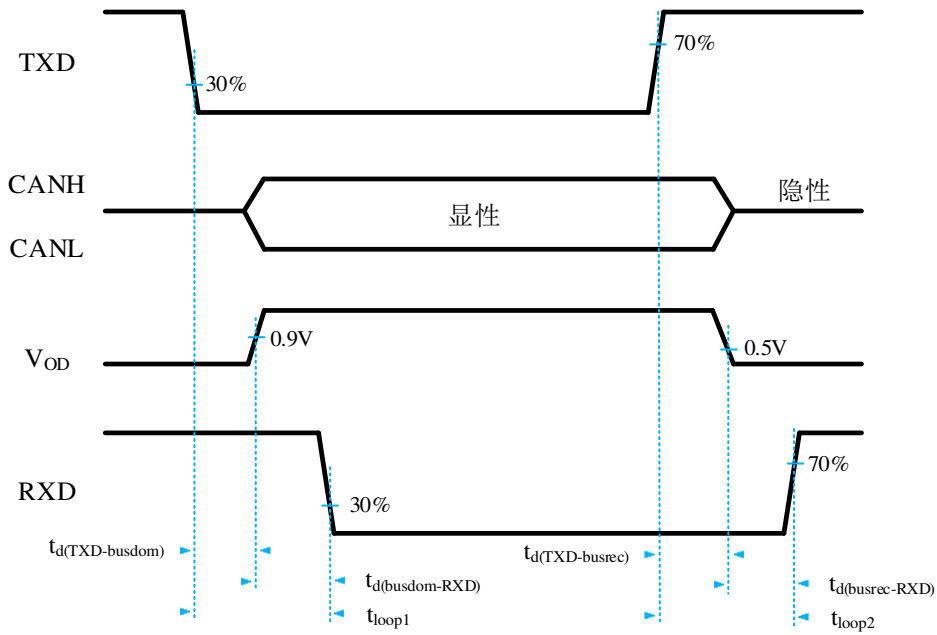 TXD
30%
70%
CANH
显性
隐性
CANL
0.9V
0.5V
VOD
RXD
30%
70%
td(TXD-busdom)
td(TXD-busrec)
td(busdom-RXD)
td(busrec-RXD)
tloop1
tloop2